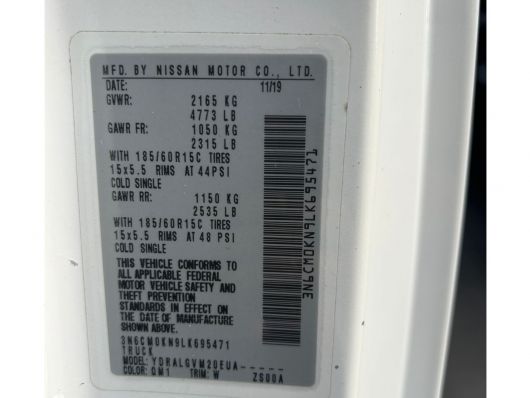 MFD. BY NISSAN MOTOR CO., LTD.
DATE: 11/19
GVWR: 2165 KG
4773 LB
GAWR FR: 1050 KG
2315 LB
WITH 185/60R15C TIRES
15x5.5 RIMS AT 44PSI
COLD SINGLE
GAWR RR: 1150 KG
2535 LB
WITH 185/60R15C TIRES
15x5.5 RIMS AT 48 PSI
COLD SINGLE
THIS VEHICLE CONFORMS TO
ALL APPLICABLE FEDERAL
MOTOR VEHICLE SAFETY AND
THEFT PREVENTION
STANDARDS IN EFFECT ON
THE DATE OF MANUFACTURE
SHOWN ABOVE.
3N6CM0KN9LK695471
TRUCK
MODEL: YDRALGVM20EUA-----
COLOR: QM1 TRIM: W ZS00A
3N6CM0KN9LK695471